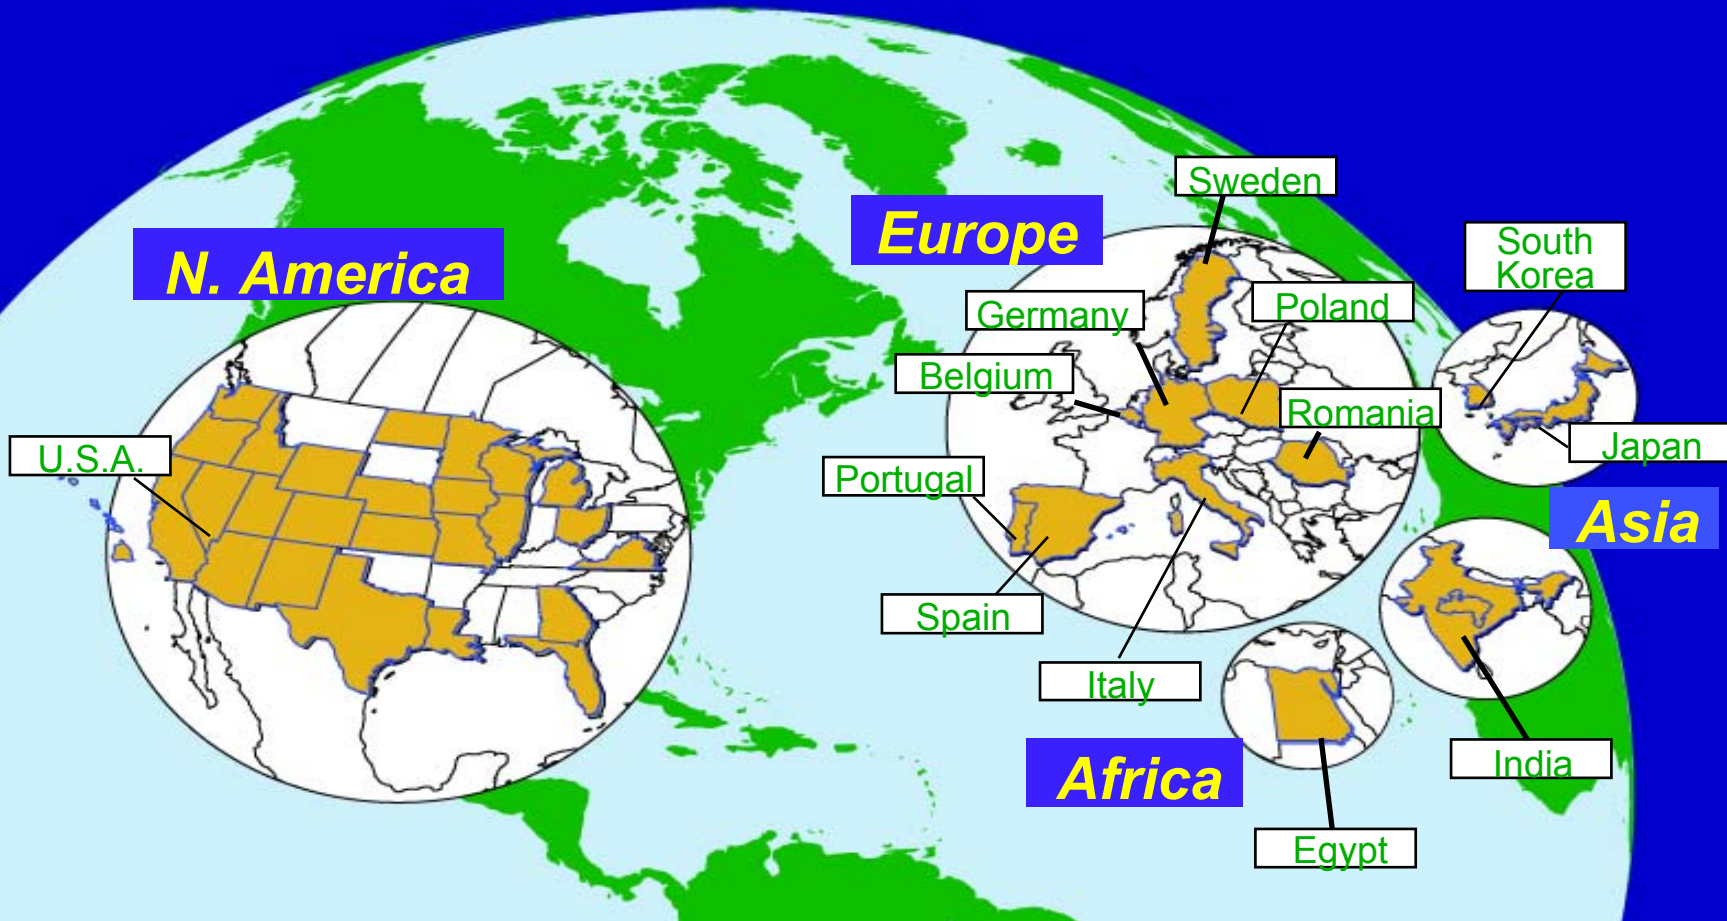 N. America
U.S.A.
Europe
Sweden
Germany
Poland
Belgium
Romania
Portugal
Spain
Italy
South
Korea
Japan
Asia
India
Africa
Egypt